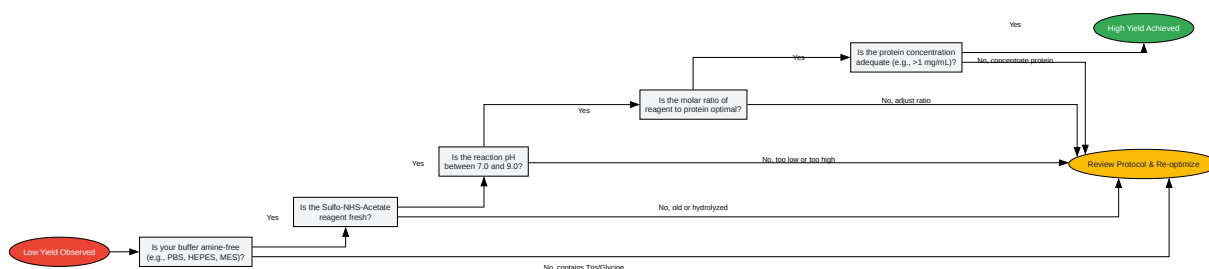 Yes
High Yield Achieved
Is the protein concentration
adequate (e.g., >1 mg/mL)?
Yes
No, concentrate protein
Is the molar ratio of
reagent to protein optimal?
Yes
No, adjust ratio
Is the reaction pH
between 7.0 and 9.0?
Yes
No, too low or too high
Review Protocol & Re-optimize
Is the Sulfo-NHS-Acetate
reagent fresh?
Yes
No, old or hydrolyzed
Low Yield Observed
Is your buffer amine-free
(e.g., PBS, HEPES, MES)?
No, contains Tris/Glycine